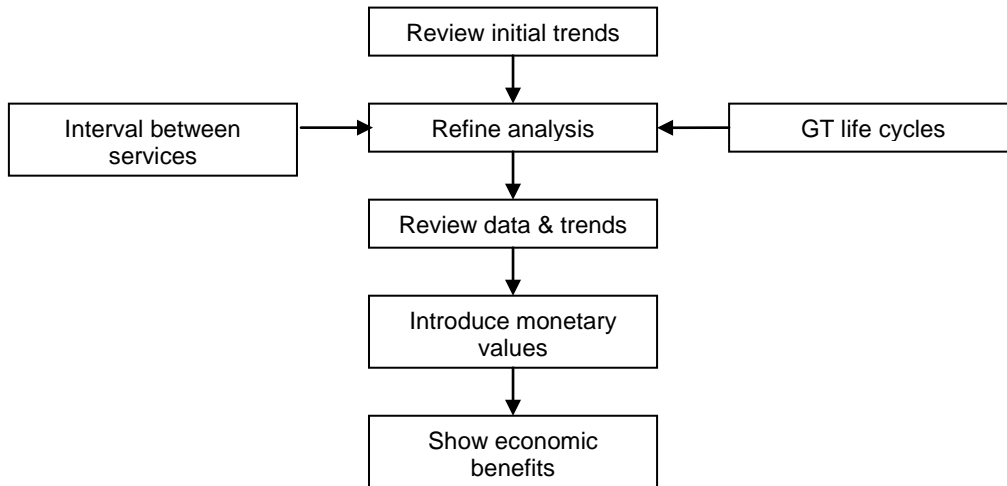 Review initial trends
Interval between
services
Refine analysis
GT life cycles
Review data & trends
Introduce monetary
values
Show economic
benefits